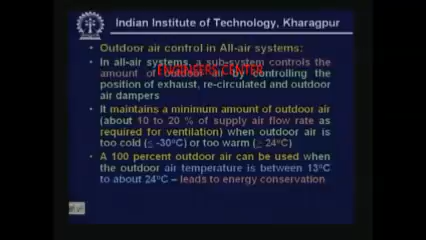 Indian Institute of Technology, Kharagpur
• Outdoor air control in All-air systems:
• In all-air systems, a sub-system controls the
amount of outdoor air by controlling the
ENGINEERS CENTER
position of exhaust, re-circulated and outdoor
air dampers
• It maintains a minimum amount of outdoor air
(about 10 to 20 % of supply air flow rate as
required for ventilation) when outdoor air is
too cold (≤ -30°C) or too warm (≥ 24°C)
• A 100 percent outdoor air can be used when
the outdoor air temperature is between 13°C
to about 24°C – leads to energy conservation